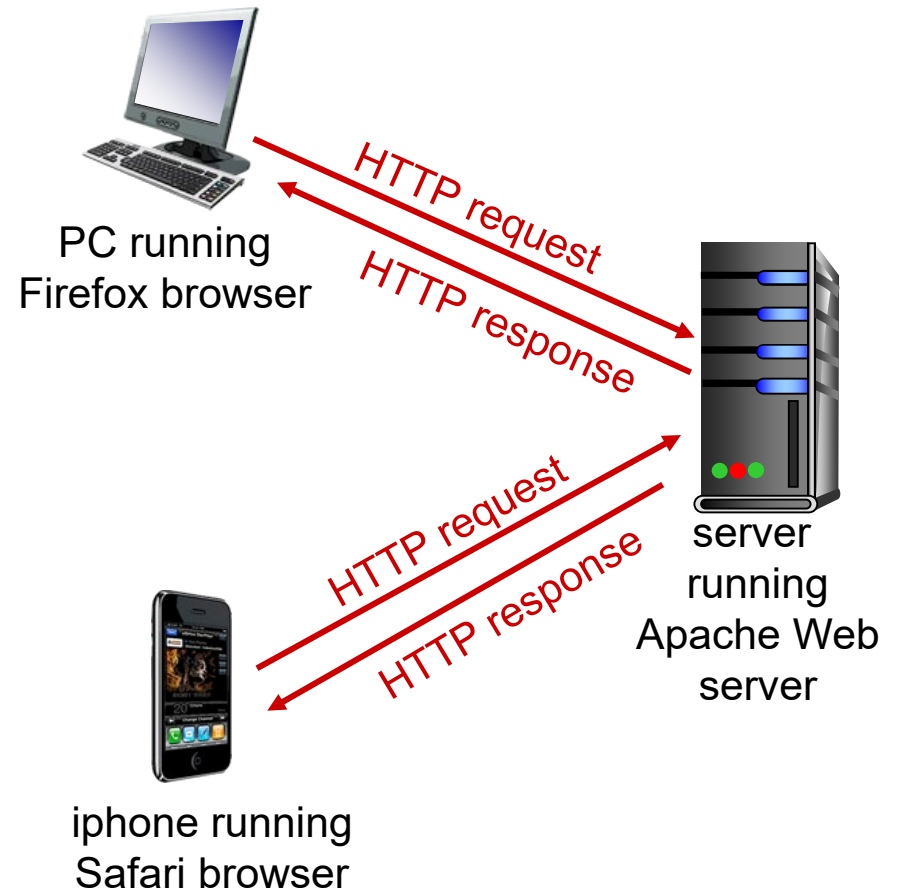 HTTP request
HTTP response
PC running
Firefox browser
HTTP request
HTTP response
server
running
Apache Web
server
iphone running
Safari browser